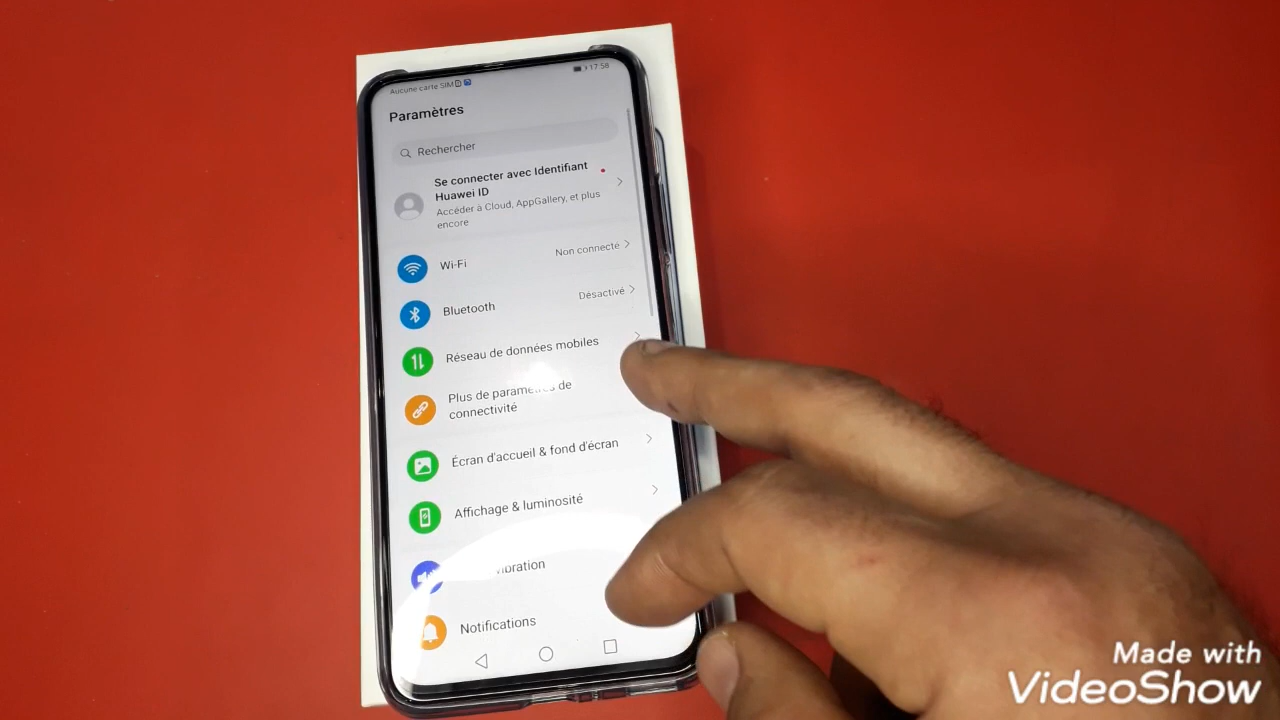 Aucune carte SIM
17:58
Paramètres
Rechercher
Se connecter avec Identifiant
Huawei ID
Accéder à Cloud, AppGallery, et plus
encore
Wi-Fi
Non connecté
Bluetooth
Désactivé
Réseau de données mobiles
Plus de paramètres de
connectivité
Écran d'accueil & fond d'écran
Affichage & luminosité
Notifications
Made with
VideoShow